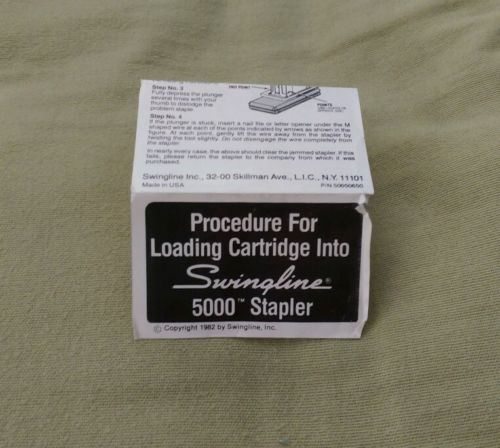 Step No. 3
Fully depress the plunger
several times with your
thumb to dislodge the
problem staple.
POINTS
Step No. 4
If the plunger is stuck, insert a nail file or letter opener under the M
shaped wire at each of the points indicated by arrows as shown in the
figure. At each point, gently lift the wire away from the stapler by
twisting the tool slightly. Do not disengage the wire completely from
the stapler.
In nearly every case, the above should clear the jammed stapler. If this
fails, please return the stapler to the company from which it was
purchased.
Swingline Inc., 32-00 Skillman Ave., L.I.C., N.Y. 11101
Made in USA P/N 50650650
Procedure For
Loading Cartridge Into
Swingline®
5000™ Stapler
© Copyright 1982 by Swingline, Inc.